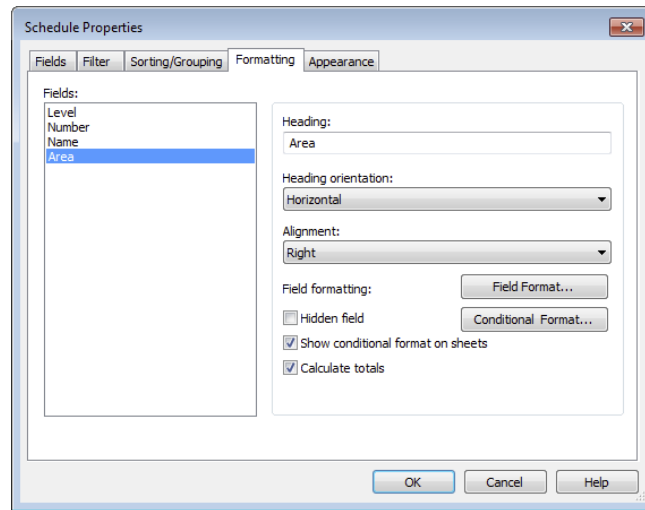 Schedule Properties
Fields Filter Sorting/Grouping Formatting Appearance
Fields:
Level
Number
Name
Area
Heading:
Area
Heading orientation:
Horizontal
Alignment:
Right
Field formatting: Field Format...
Hidden field Conditional Format...
Show conditional format on sheets
Calculate totals
OK Cancel Help